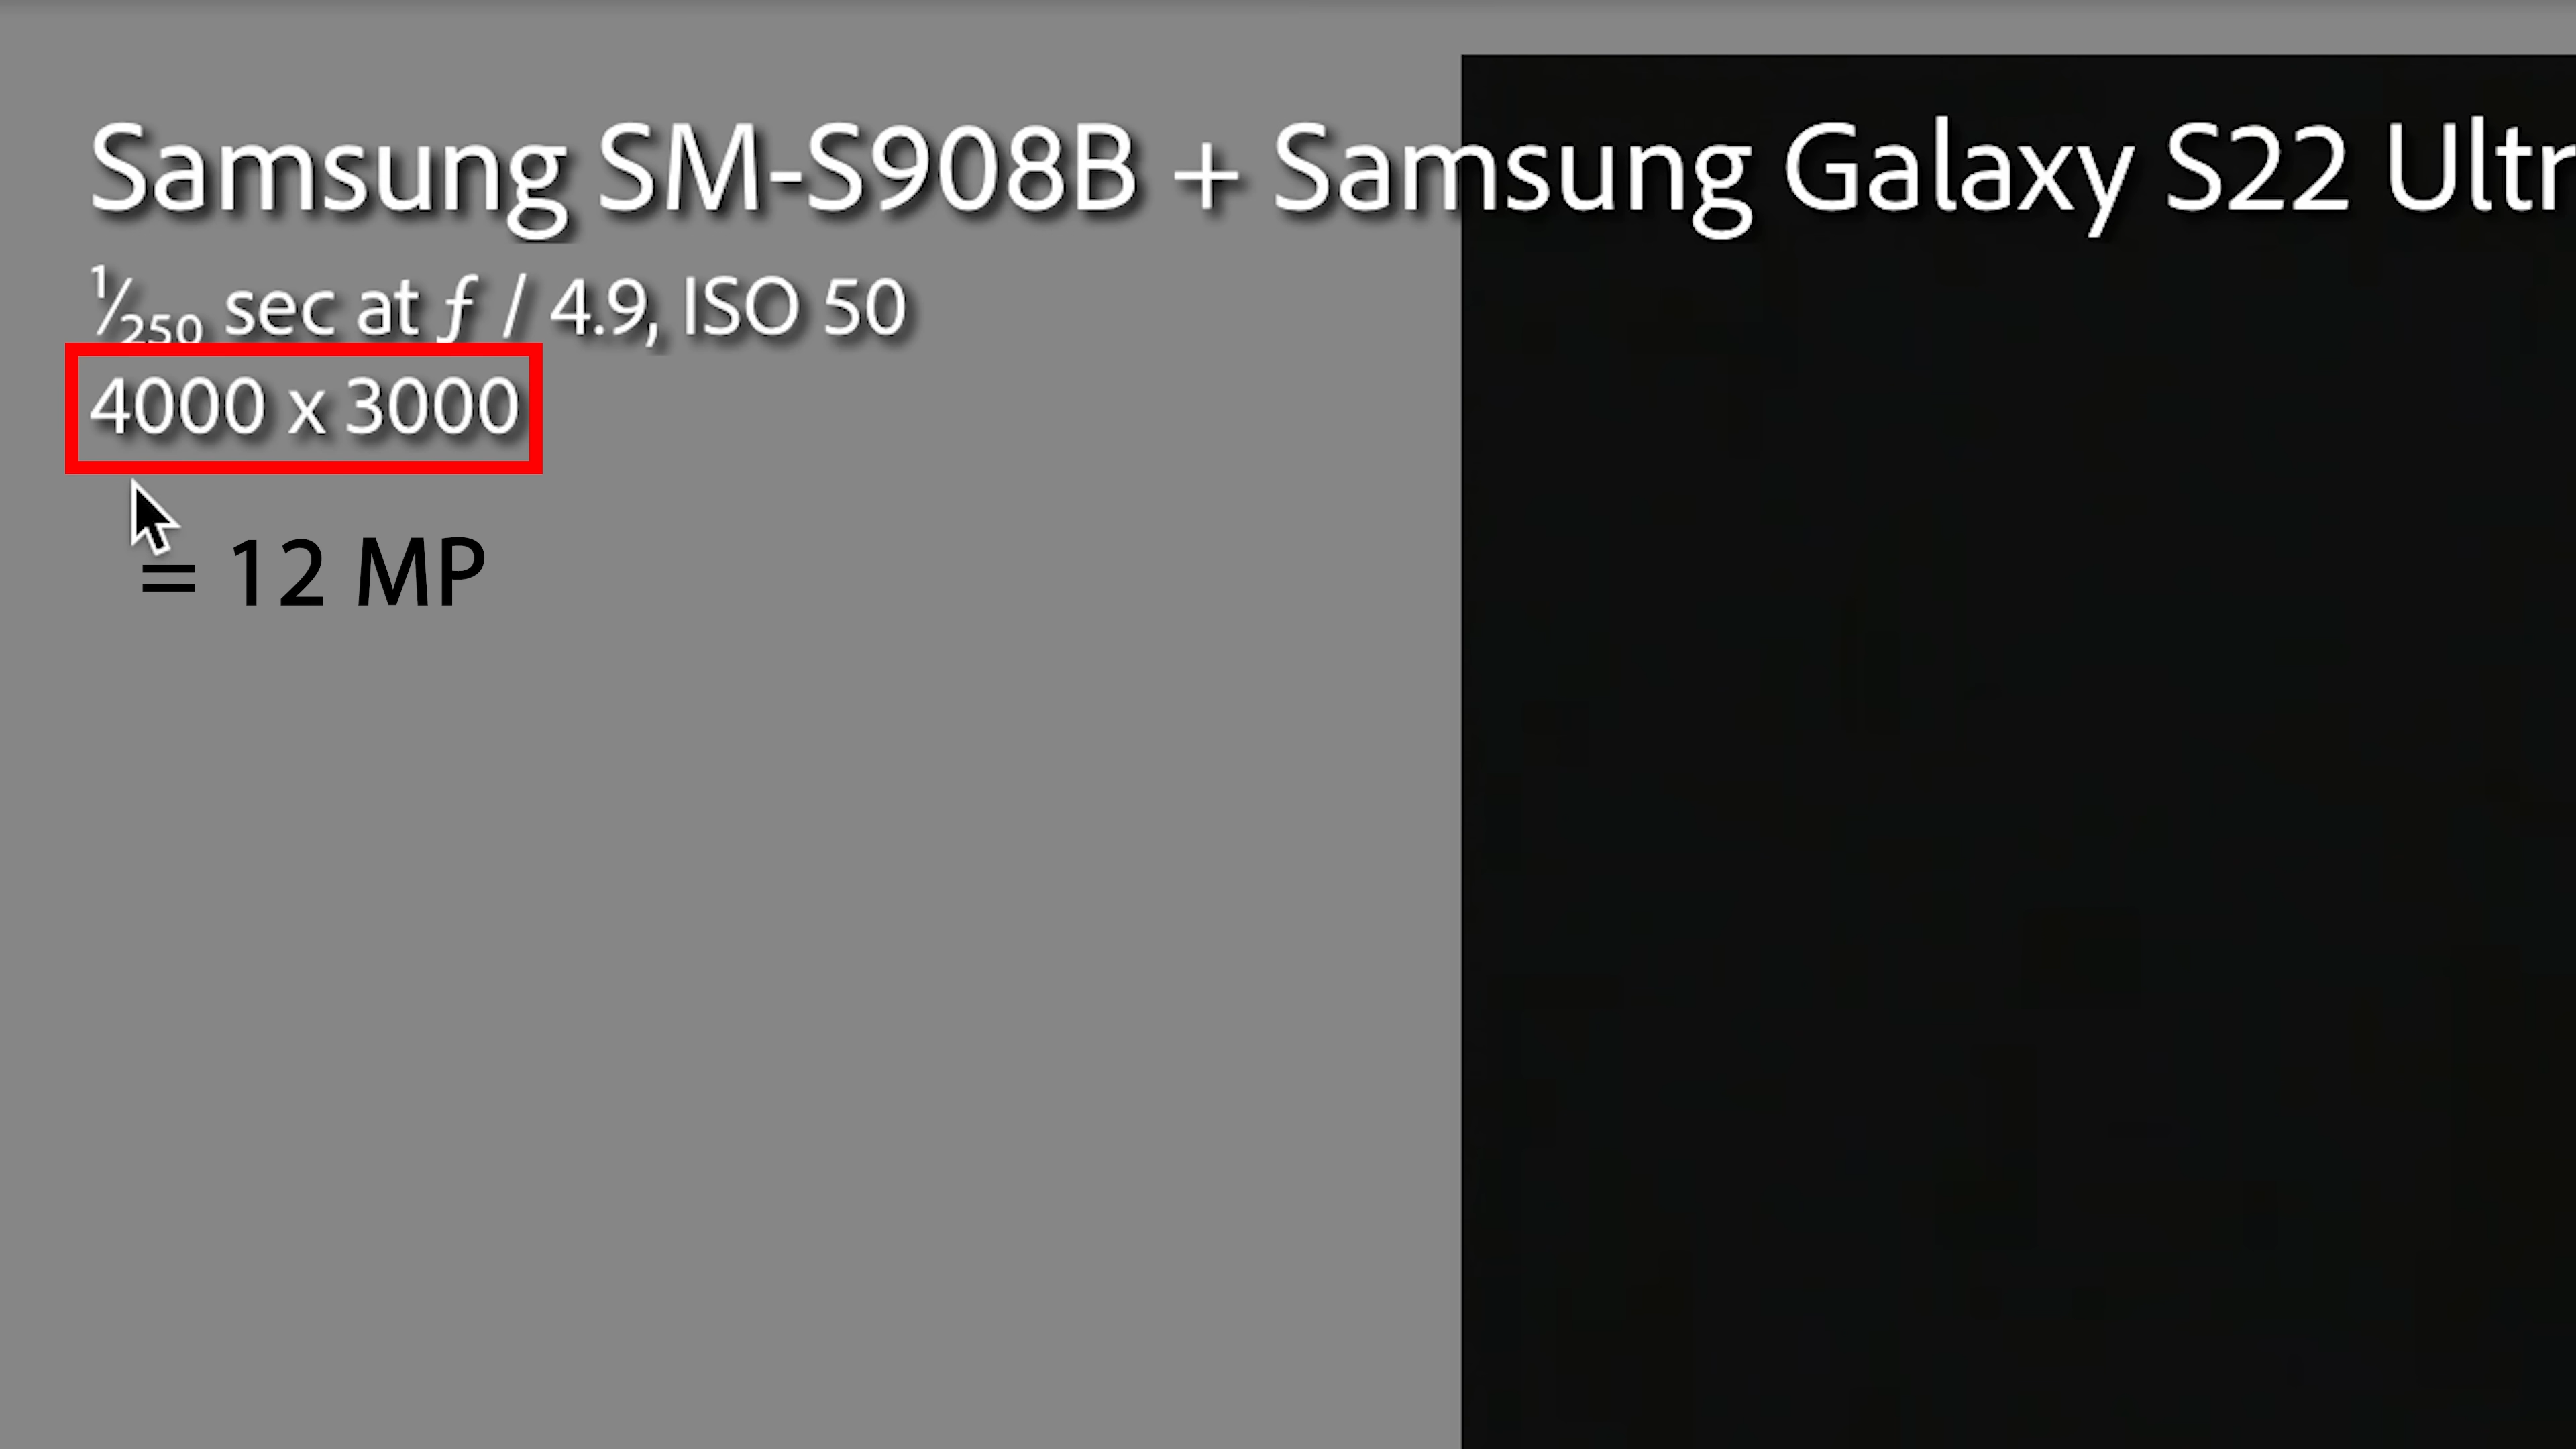 Samsung SM-S908B + Samsung Galaxy S22 Ultr
1/250 sec at ƒ / 4.9, ISO 50
4000 x 3000
= 12 MP